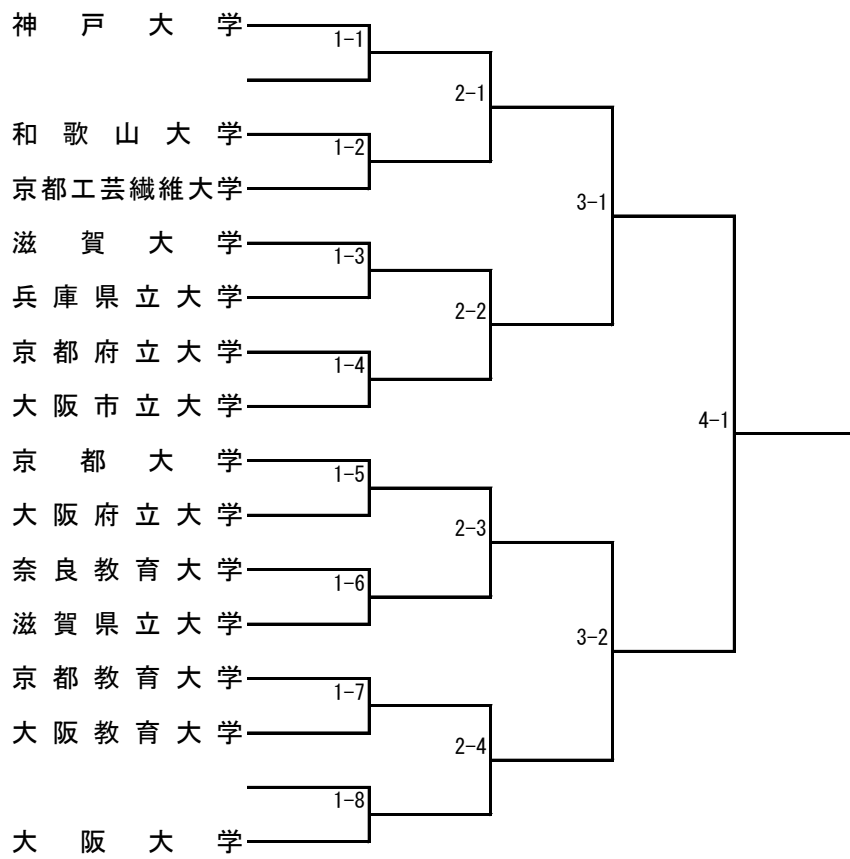 神戸大学
1-1
2-1
和歌山大学
1-2
京都工芸繊維大学
3-1
滋賀大学
1-3
兵庫県立大学
2-2
京都府立大学
1-4
大阪市立大学
4-1
京都大学
1-5
大阪府立大学
2-3
奈良教育大学
1-6
滋賀県立大学
3-2
京都教育大学
1-7
大阪教育大学
2-4
1-8
大阪大学